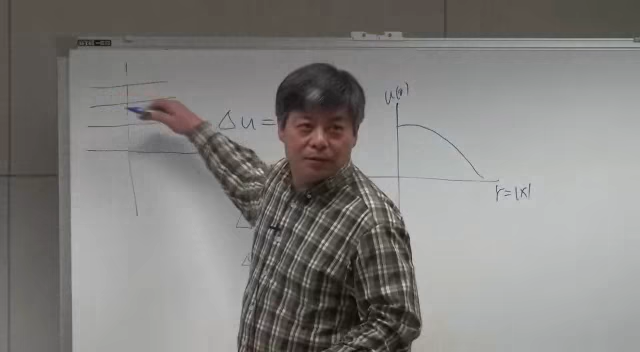 Δu=
u(r)
r=|x|
Δ
Δ